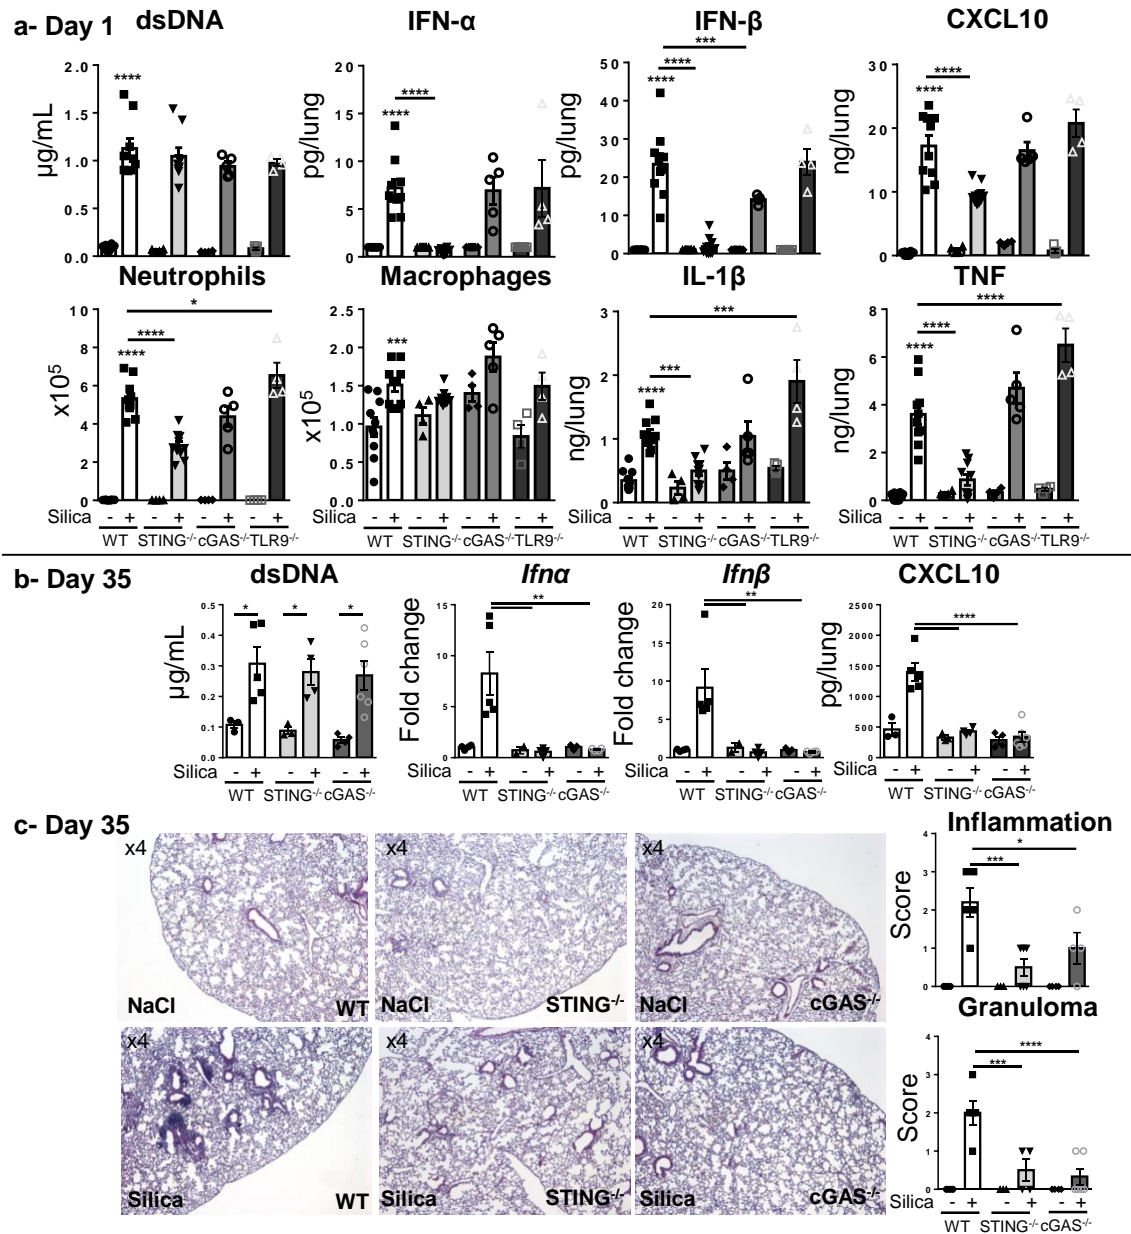 a- Day 1
dsDNA
IFN-α
IFN-β
CXCL10
μg/mL
2.0
1.5
1.0
0.5
0.0
****
pg/lung
20
15
10
5
0
****
****
pg/lung
50
40
30
20
10
0
****
****
***
ng/lung
30
20
10
0
****
****
Neutrophils
Macrophages
IL-1β
TNF
x10⁵
10
8
6
4
2
0
****
****
*
x10⁵
2.5
2.0
1.5
1.0
0.5
0.0
***
ng/lung
3
2
1
0
****
***
***
ng/lung
8
6
4
2
0
****
****
****
Silica - + - + - + - +
WT STING⁻/⁻ cGAS⁻/⁻ TLR9⁻/⁻
Silica - + - + - + - +
WT STING⁻/⁻ cGAS⁻/⁻ TLR9⁻/⁻
Silica - + - + - + - +
WT STING⁻/⁻ cGAS⁻/⁻ TLR9⁻/⁻
Silica - + - + - + - +
WT STING⁻/⁻ cGAS⁻/⁻ TLR9⁻/⁻
b- Day 35
dsDNA
Ifnα
Ifnβ
CXCL10
μg/mL
0.5
0.4
0.3
0.2
0.1
0.0
* * *
Fold change
15
10
5
0
**
Fold change
20
15
10
5
0
**
pg/lung
2500
2000
1500
1000
500
0
****
Silica - + - + - +
WT STING⁻/⁻ cGAS⁻/⁻
Silica - + - + - +
WT STING⁻/⁻ cGAS⁻/⁻
Silica - + - + - +
WT STING⁻/⁻ cGAS⁻/⁻
Silica - + - + - +
WT STING⁻/⁻ cGAS⁻/⁻
c- Day 35
x4
NaCl
WT
x4
NaCl
STING⁻/⁻
x4
NaCl
cGAS⁻/⁻
x4
Silica
WT
x4
Silica
STING⁻/⁻
x4
Silica
cGAS⁻/⁻
Inflammation
Score
4
3
2
1
0
***
*
Granuloma
Score
4
3
2
1
0
***
****
Silica - + - + - +
WT STING⁻/⁻ cGAS⁻/⁻